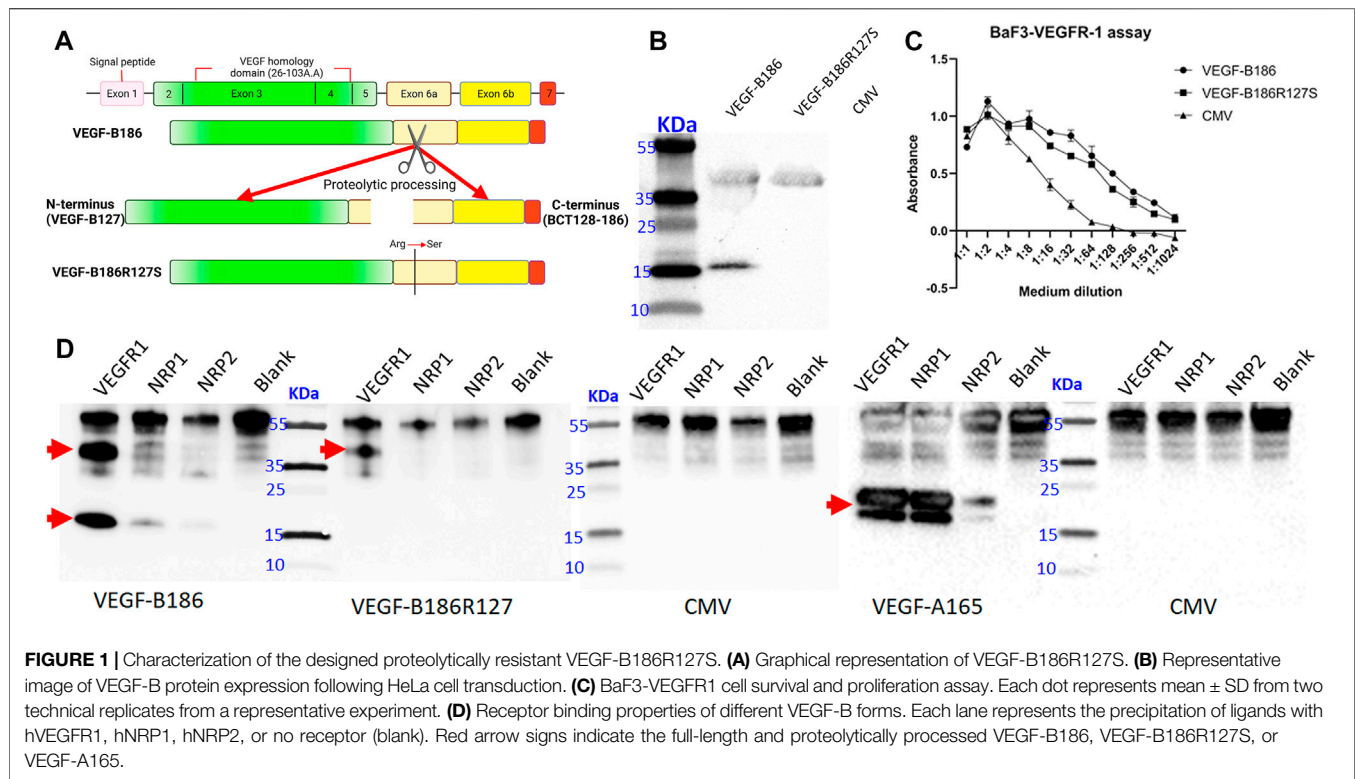 A
Signal peptide
VEGF homology
domain (26-103A.A)
Exon 1
2
Exon 3
4
5
Exon 6a
Exon 6b
7
VEGF-B186
Proteolytic processing
N-terminus
(VEGF-B127)
C-terminus
(BCT128-186)
Arg
Ser
VEGF-B186R127S
B
VEGF-B186
VEGF-B186R127S
CMV
KDa
55
35
25
15
10
C
BaF3-VEGFR-1 assay
VEGF-B186
VEGF-B186R127S
CMV
Absorbance
1.5
1.0
0.5
0.0
-0.5
1:1
1:2
1:4
1:8
1:16
1:32
1:64
1:128
1:256
1:512
1:1024
Medium dilution
D
VEGFR1
NRP1
NRP2
Blank
KDa
55
35
25
15
10
VEGF-B186
VEGFR1
NRP1
NRP2
Blank
VEGF-B186R127
KDa
55
35
25
15
10
VEGFR1
NRP1
NRP2
Blank
CMV
VEGFR1
NRP1
NRP2
Blank
VEGF-A165
KDa
55
35
25
15
10
VEGFR1
NRP1
NRP2
Blank
CMV
FIGURE 1 | Characterization of the designed proteolytically resistant VEGF-B186R127S. (A) Graphical representation of VEGF-B186R127S. (B) Representative
image of VEGF-B protein expression following HeLa cell transduction. (C) BaF3-VEGFR1 cell survival and proliferation assay. Each dot represents mean ± SD from two
technical replicates from a representative experiment. (D) Receptor binding properties of different VEGF-B forms. Each lane represents the precipitation of ligands with
hVEGFR1, hNRP1, hNRP2, or no receptor (blank). Red arrow signs indicate the full-length and proteolytically processed VEGF-B186, VEGF-B186R127S, or
VEGF-A165.